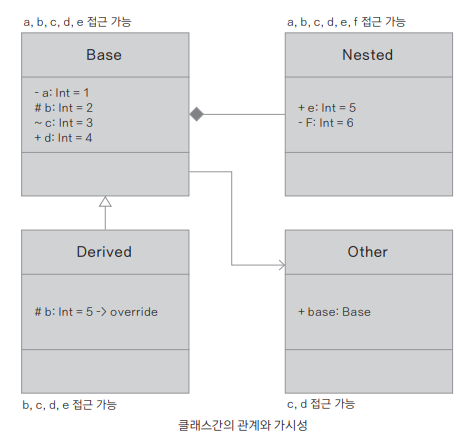 a, b, c, d, e 접근 가능
Base
- a: Int = 1
# b: Int = 2
~ c: Int = 3
+ d: Int = 4
a, b, c, d, e, f 접근 가능
Nested
+ e: Int = 5
- F: Int = 6
Derived
# b: Int = 5 -> override
b, c, d, e 접근 가능
Other
+ base: Base
c, d 접근 가능
클래스간의 관계와 가시성